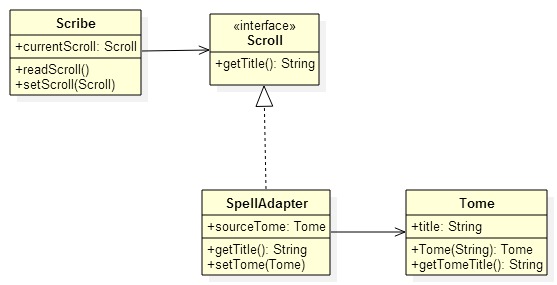 Scribe
+currentScroll: Scroll
+readScroll()
+setScroll(Scroll)
«interface»
Scroll
+getTitle(): String
SpellAdapter
+sourceTome: Tome
+getTitle(): String
+setTome(Tome)
Tome
+title: String
+Tome(String): Tome
+getTomeTitle(): String